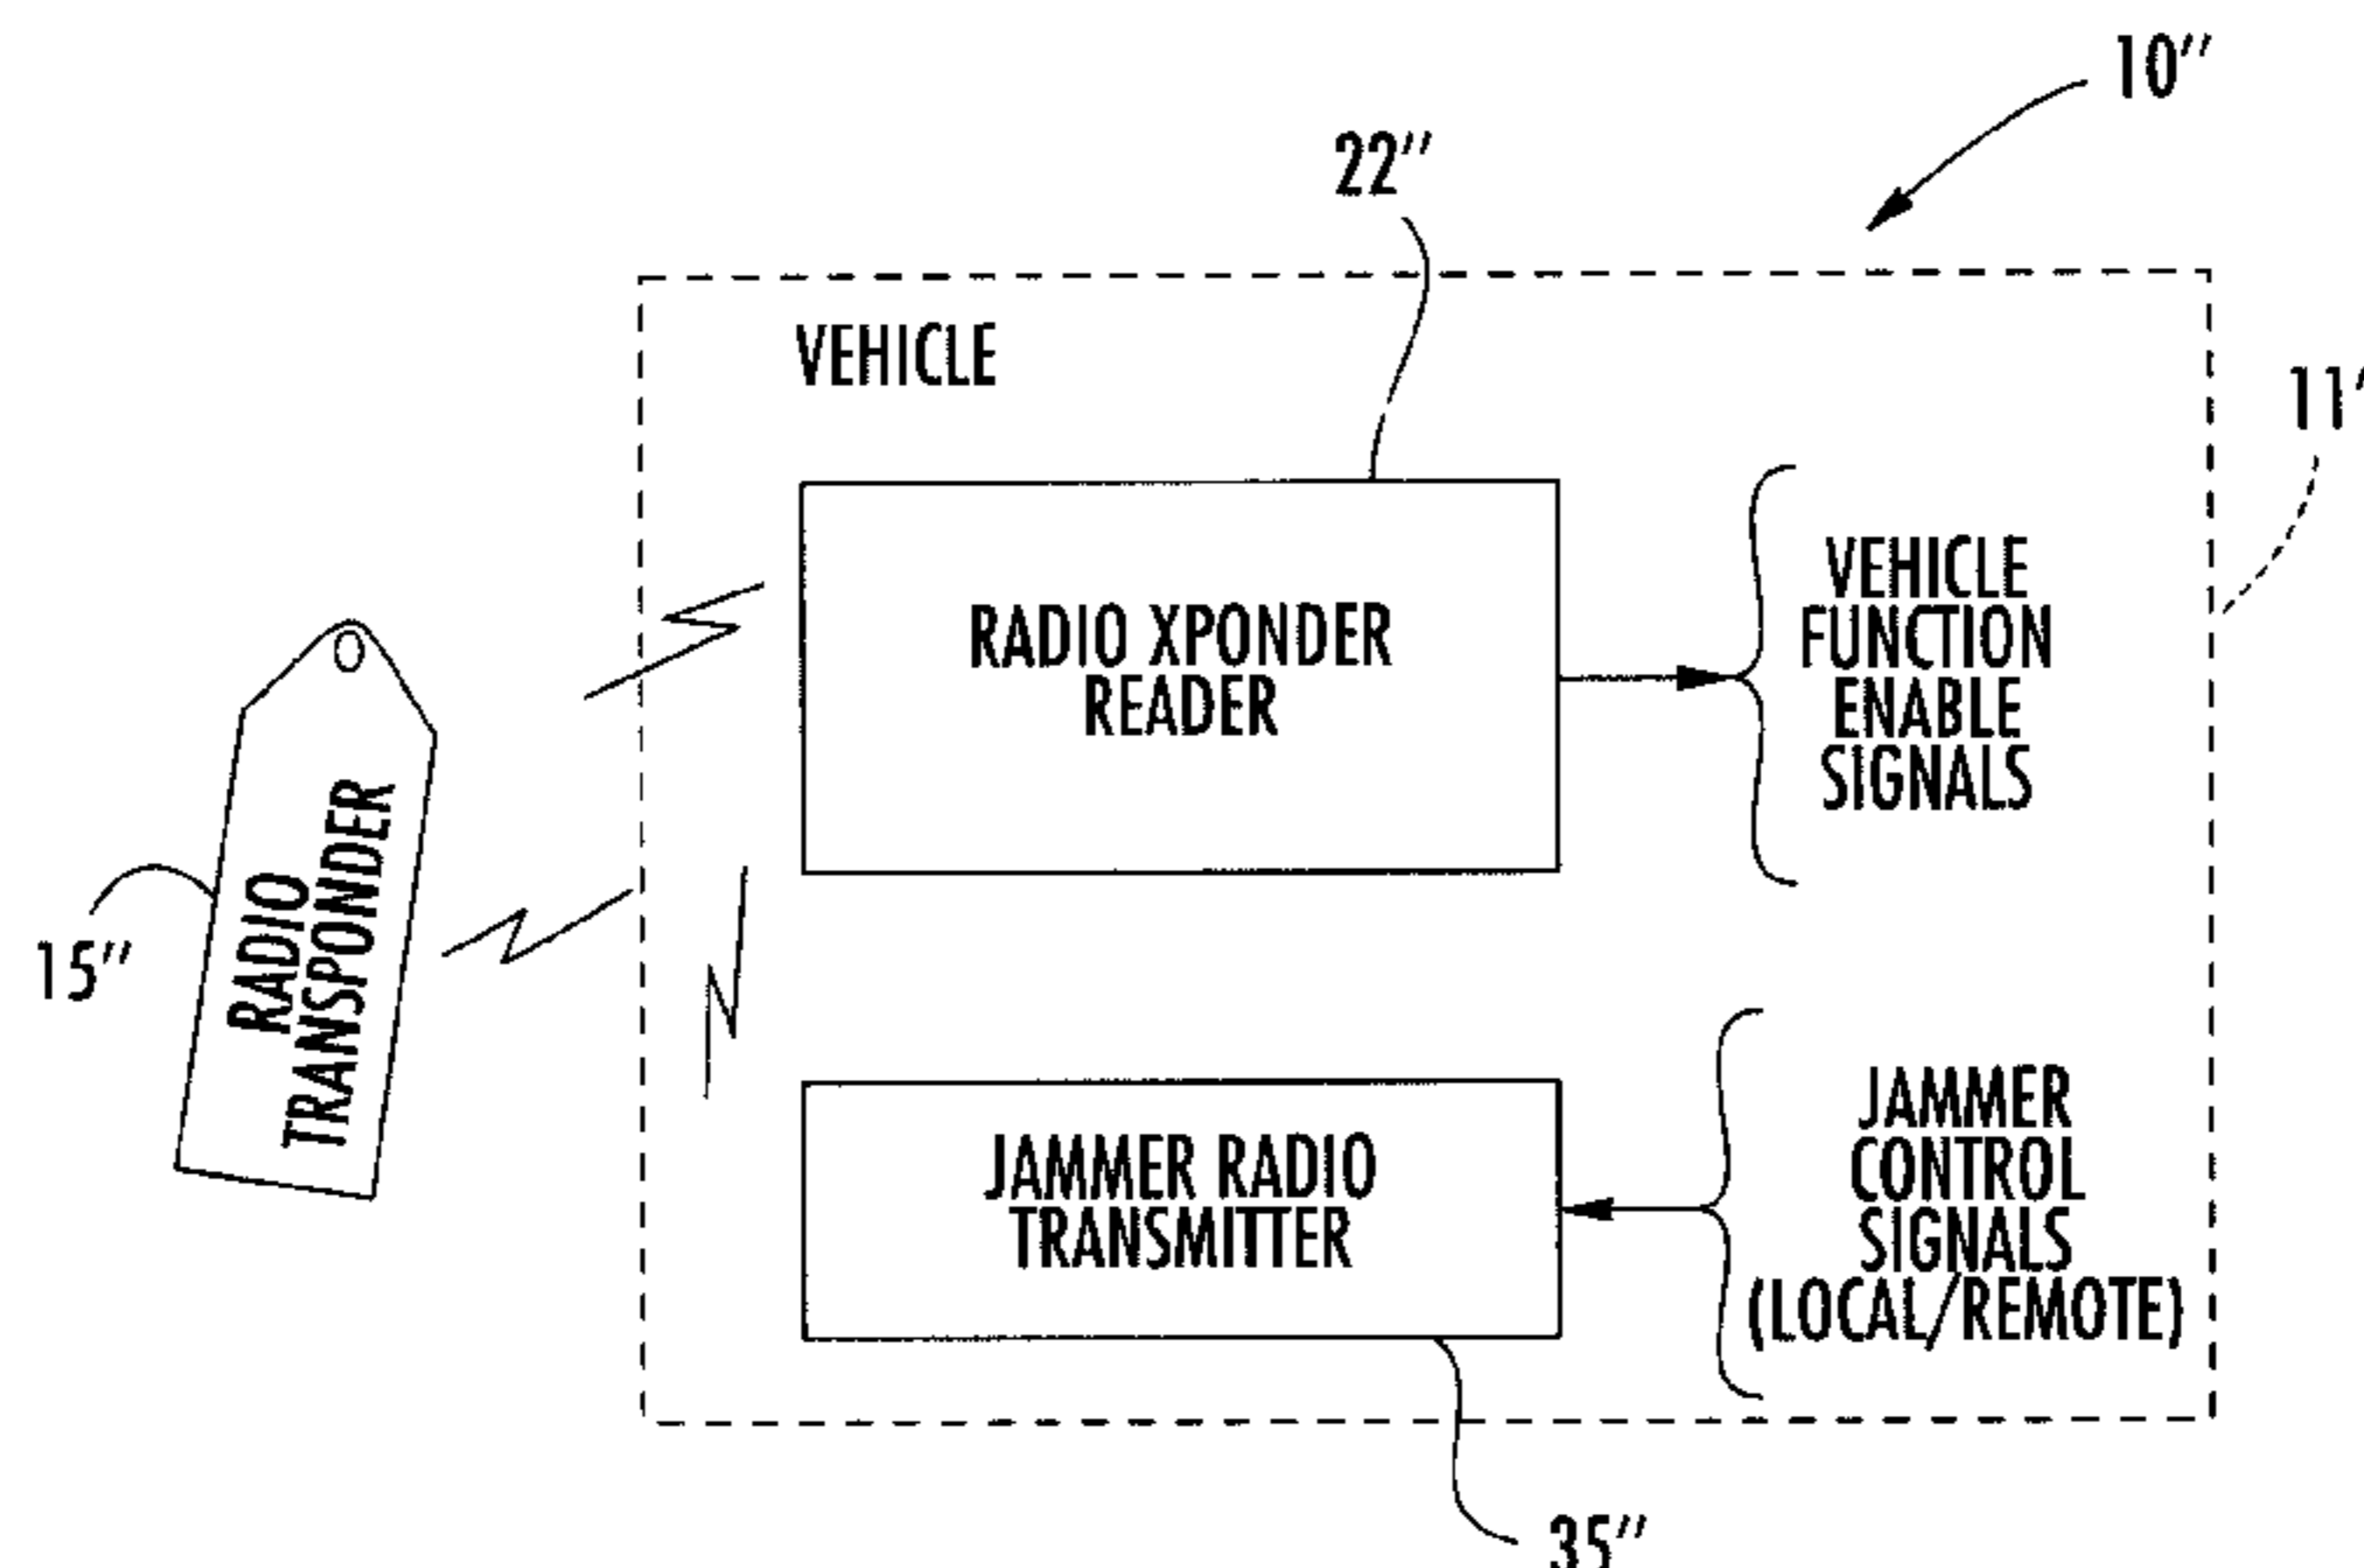 10''
22''
VEHICLE
11'
RADIO XPONDER
READER
VEHICLE
FUNCTION
ENABLE
SIGNALS
15''
RADIO
TRANSPONDER
JAMMER RADIO
TRANSMITTER
JAMMER
CONTROL
SIGNALS
(LOCAL/REMOTE)
35''